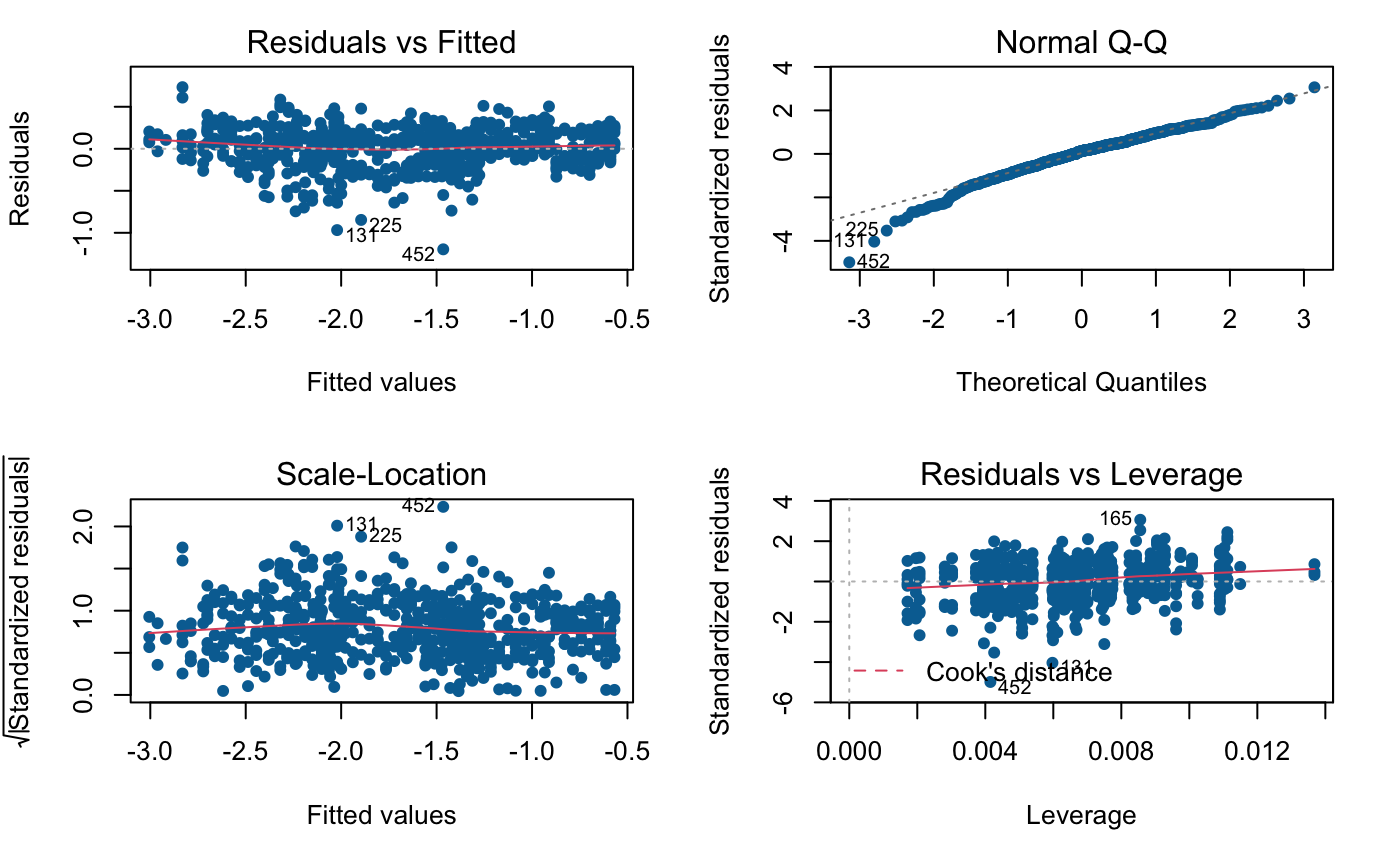 Residuals vs Fitted
Residuals
0.0
-1.0
225
131
452
-3.0 -2.5 -2.0 -1.5 -1.0 -0.5
Fitted values
Normal Q-Q
Standardized residuals
4
2
0
-4
225
131
452
-3 -2 -1 0 1 2 3
Theoretical Quantiles
Scale-Location
√|Standardized residuals|
2.0
1.0
0.0
452
131
225
-3.0 -2.5 -2.0 -1.5 -1.0 -0.5
Fitted values
Residuals vs Leverage
Standardized residuals
4
2
-2
-6
165
131
Cook's distance
452
0.000 0.004 0.008 0.012
Leverage